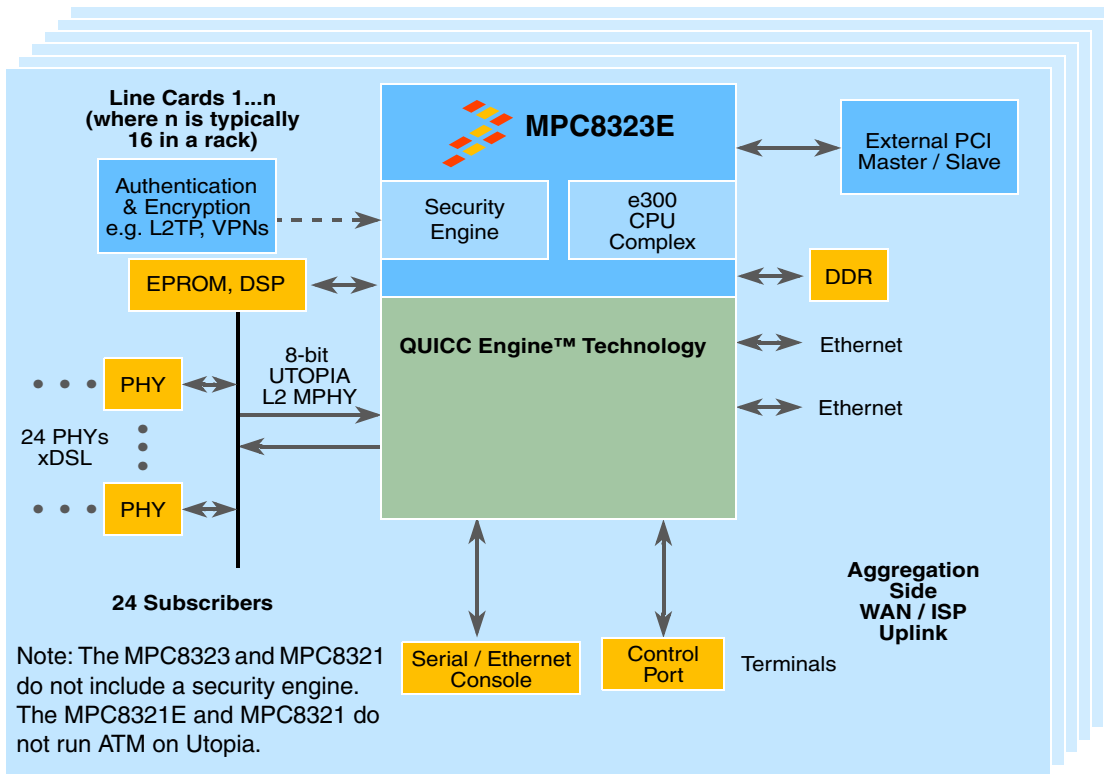 Line Cards 1...n
(where n is typically
16 in a rack)
MPC8323E
External PCI
Master / Slave
Authentication
& Encryption
e.g. L2TP, VPNs
Security
Engine
e300
CPU
Complex
EPROM, DSP
DDR
QUICC Engine™ Technology
Ethernet
8-bit
UTOPIA
L2 MPHY
PHY
Ethernet
24 PHYs
xDSL
PHY
24 Subscribers
Aggregation
Side
WAN / ISP
Uplink
Note: The MPC8323 and MPC8321
do not include a security engine.
The MPC8321E and MPC8321 do
not run ATM on Utopia.
Serial / Ethernet
Console
Control
Port
Terminals